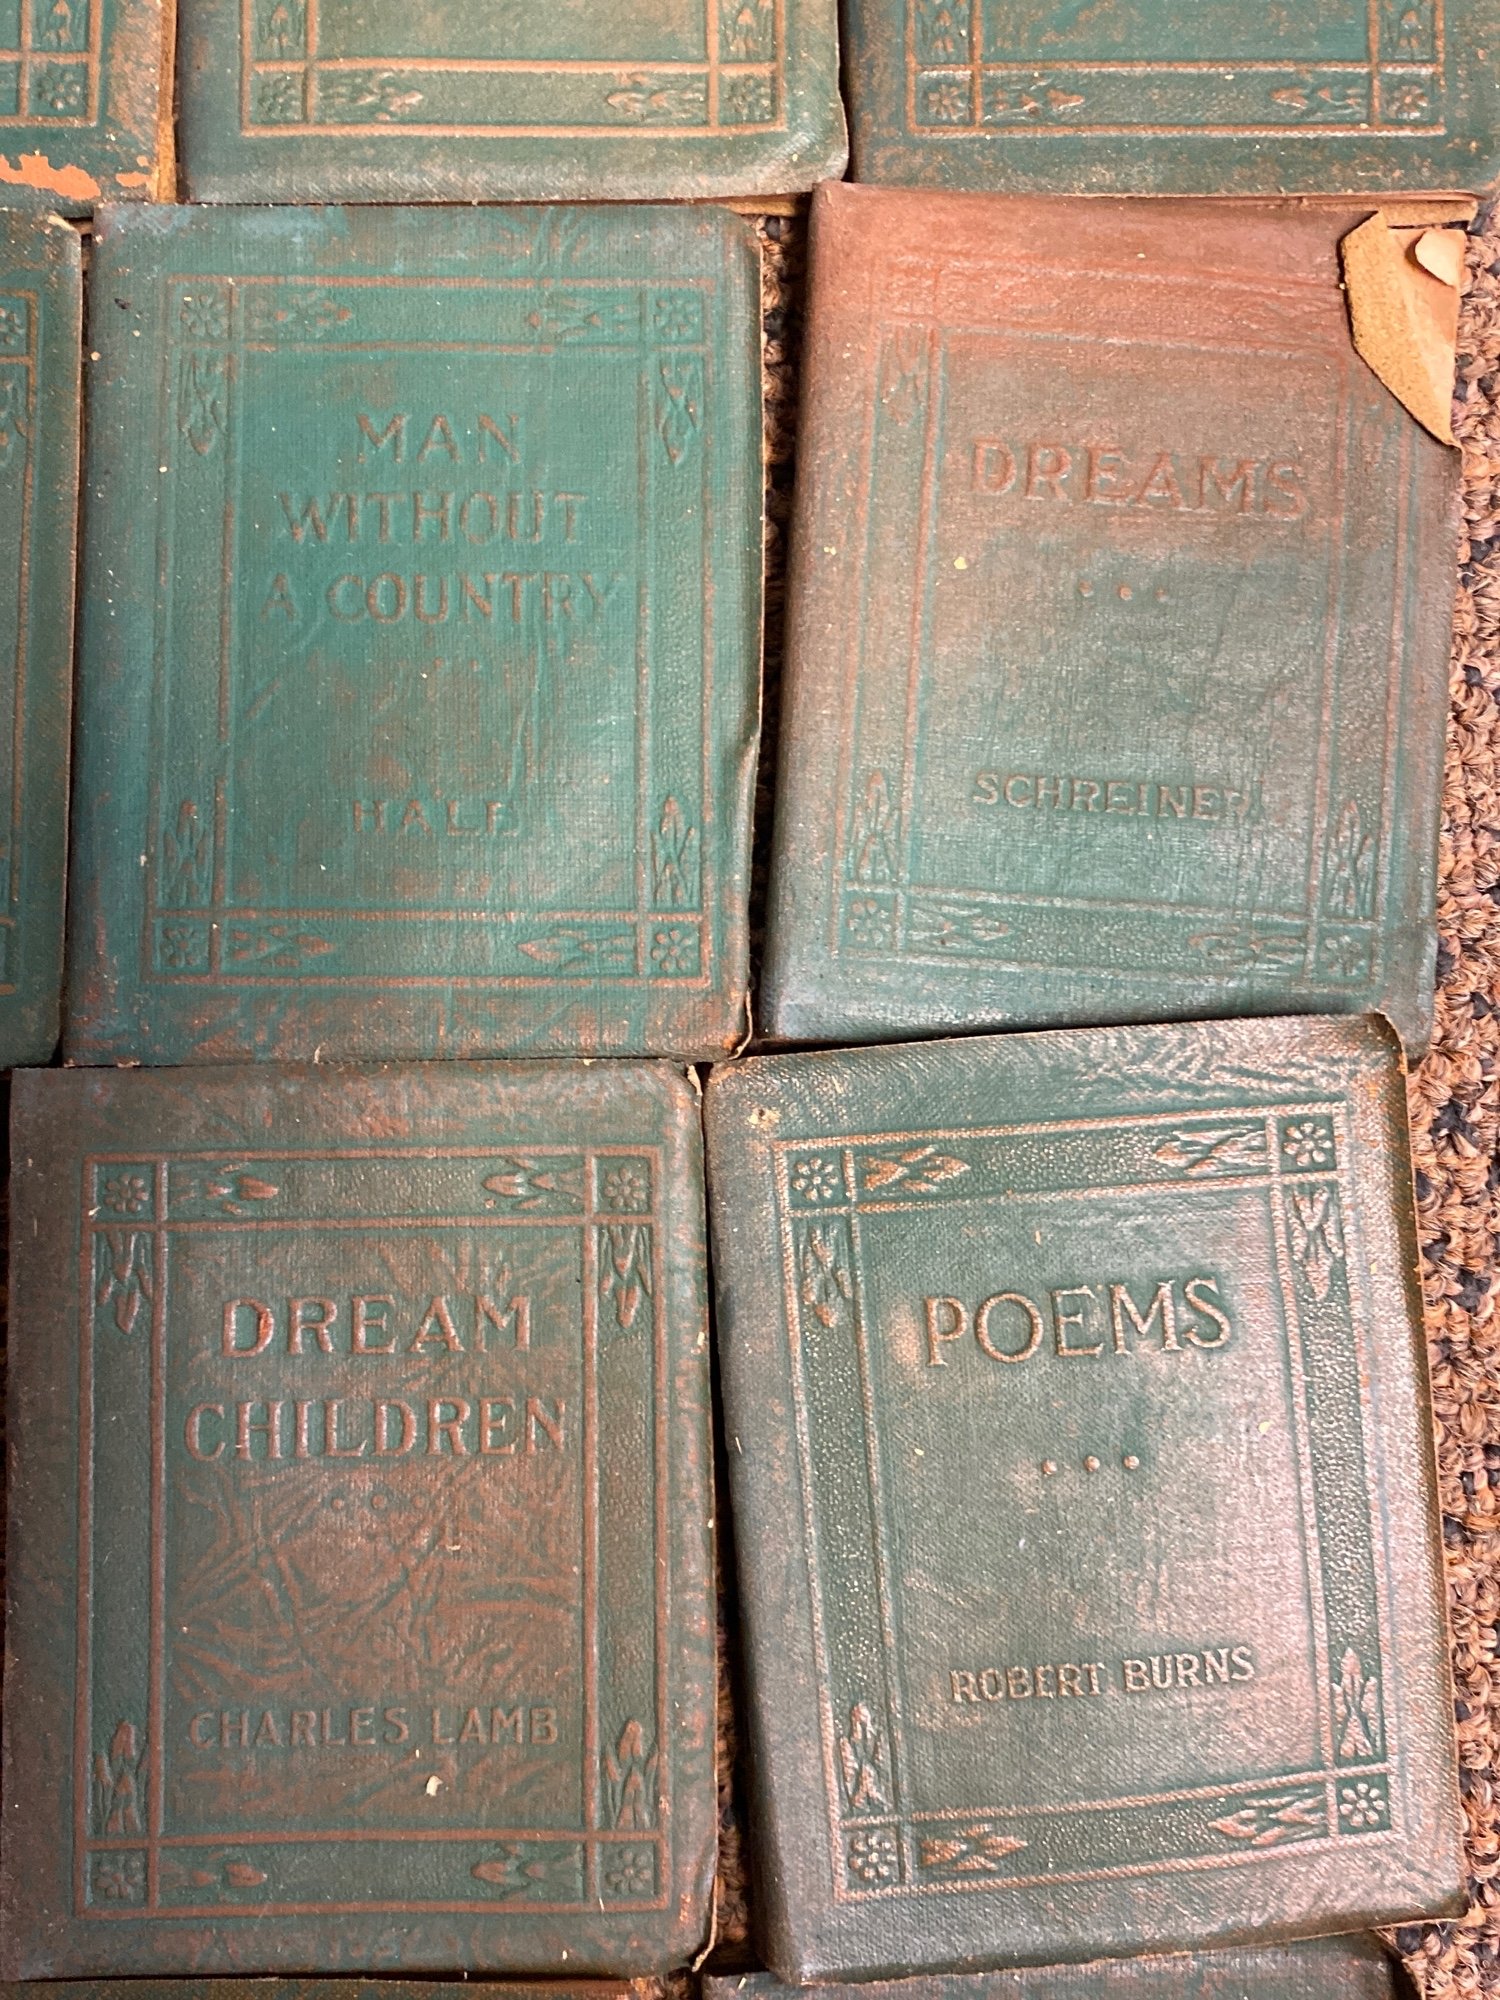 MAN
WITHOUT
A COUNTRY
HALE
DREAMS
...
SCHREINER
DREAM
CHILDREN
...
CHARLES LAMB
POEMS
...
ROBERT BURNS